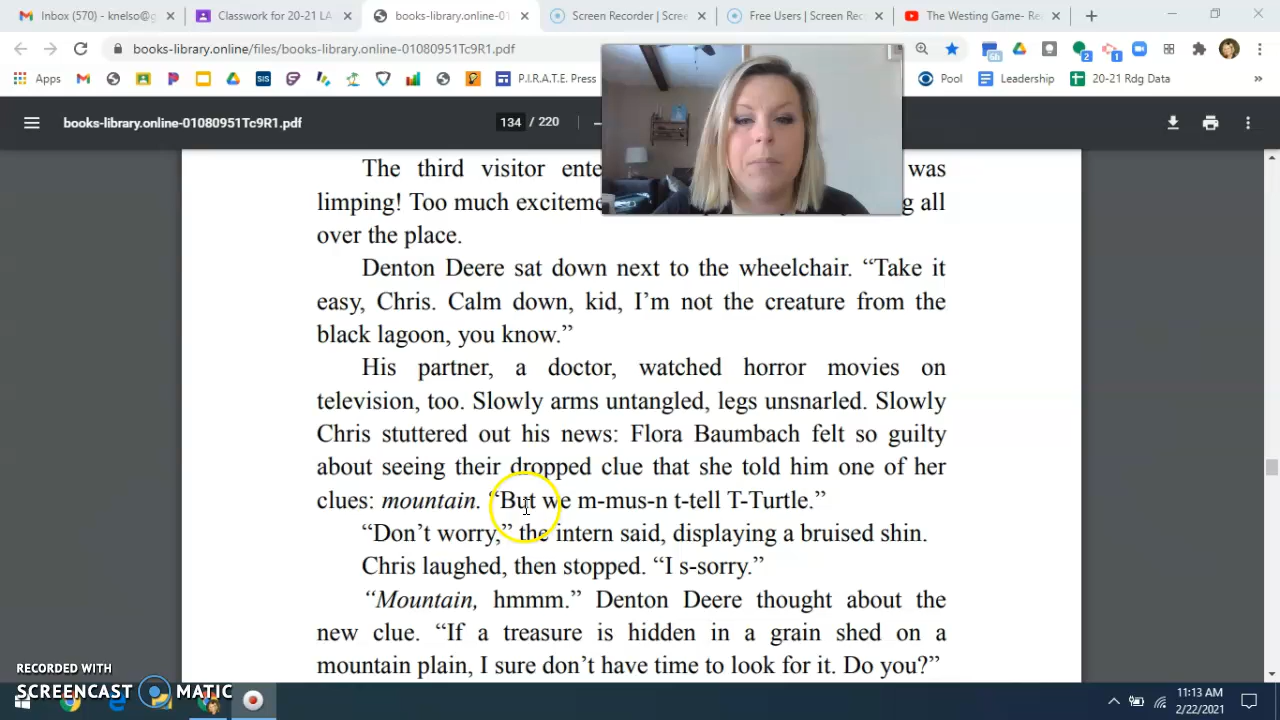 Inbox (570) - knelso@g
Classwork for 20-21 LA
books-library.online-01
Screen Recorder | Scre
Free Users | Screen Rec
The Westing Game- Re
books-library.online/files/books-library.online-01080951Tc9R1.pdf
Apps
P.I.R.A.T.E. Press
Pool
Leadership
20-21 Rdg Data
books-library.online-01080951Tc9R1.pdf
134 / 220
The third visitor ente was
limping! Too much exciteme g all
over the place.
Denton Deere sat down next to the wheelchair. “Take it
easy, Chris. Calm down, kid, I’m not the creature from the
black lagoon, you know.”
His partner, a doctor, watched horror movies on
television, too. Slowly arms untangled, legs unsnarled. Slowly
Chris stuttered out his news: Flora Baumbach felt so guilty
about seeing their dropped clue that she told him one of her
clues: mountain. “But we m-mus-n t-tell T-Turtle.”
“Don’t worry,” the intern said, displaying a bruised shin.
Chris laughed, then stopped. “I s-sorry.”
“Mountain, hmmm.” Denton Deere thought about the
new clue. “If a treasure is hidden in a grain shed on a
mountain plain, I sure don’t have time to look for it. Do you?”
RECORDED WITH
SCREENCAST MATIC
11:13 AM
2/22/2021